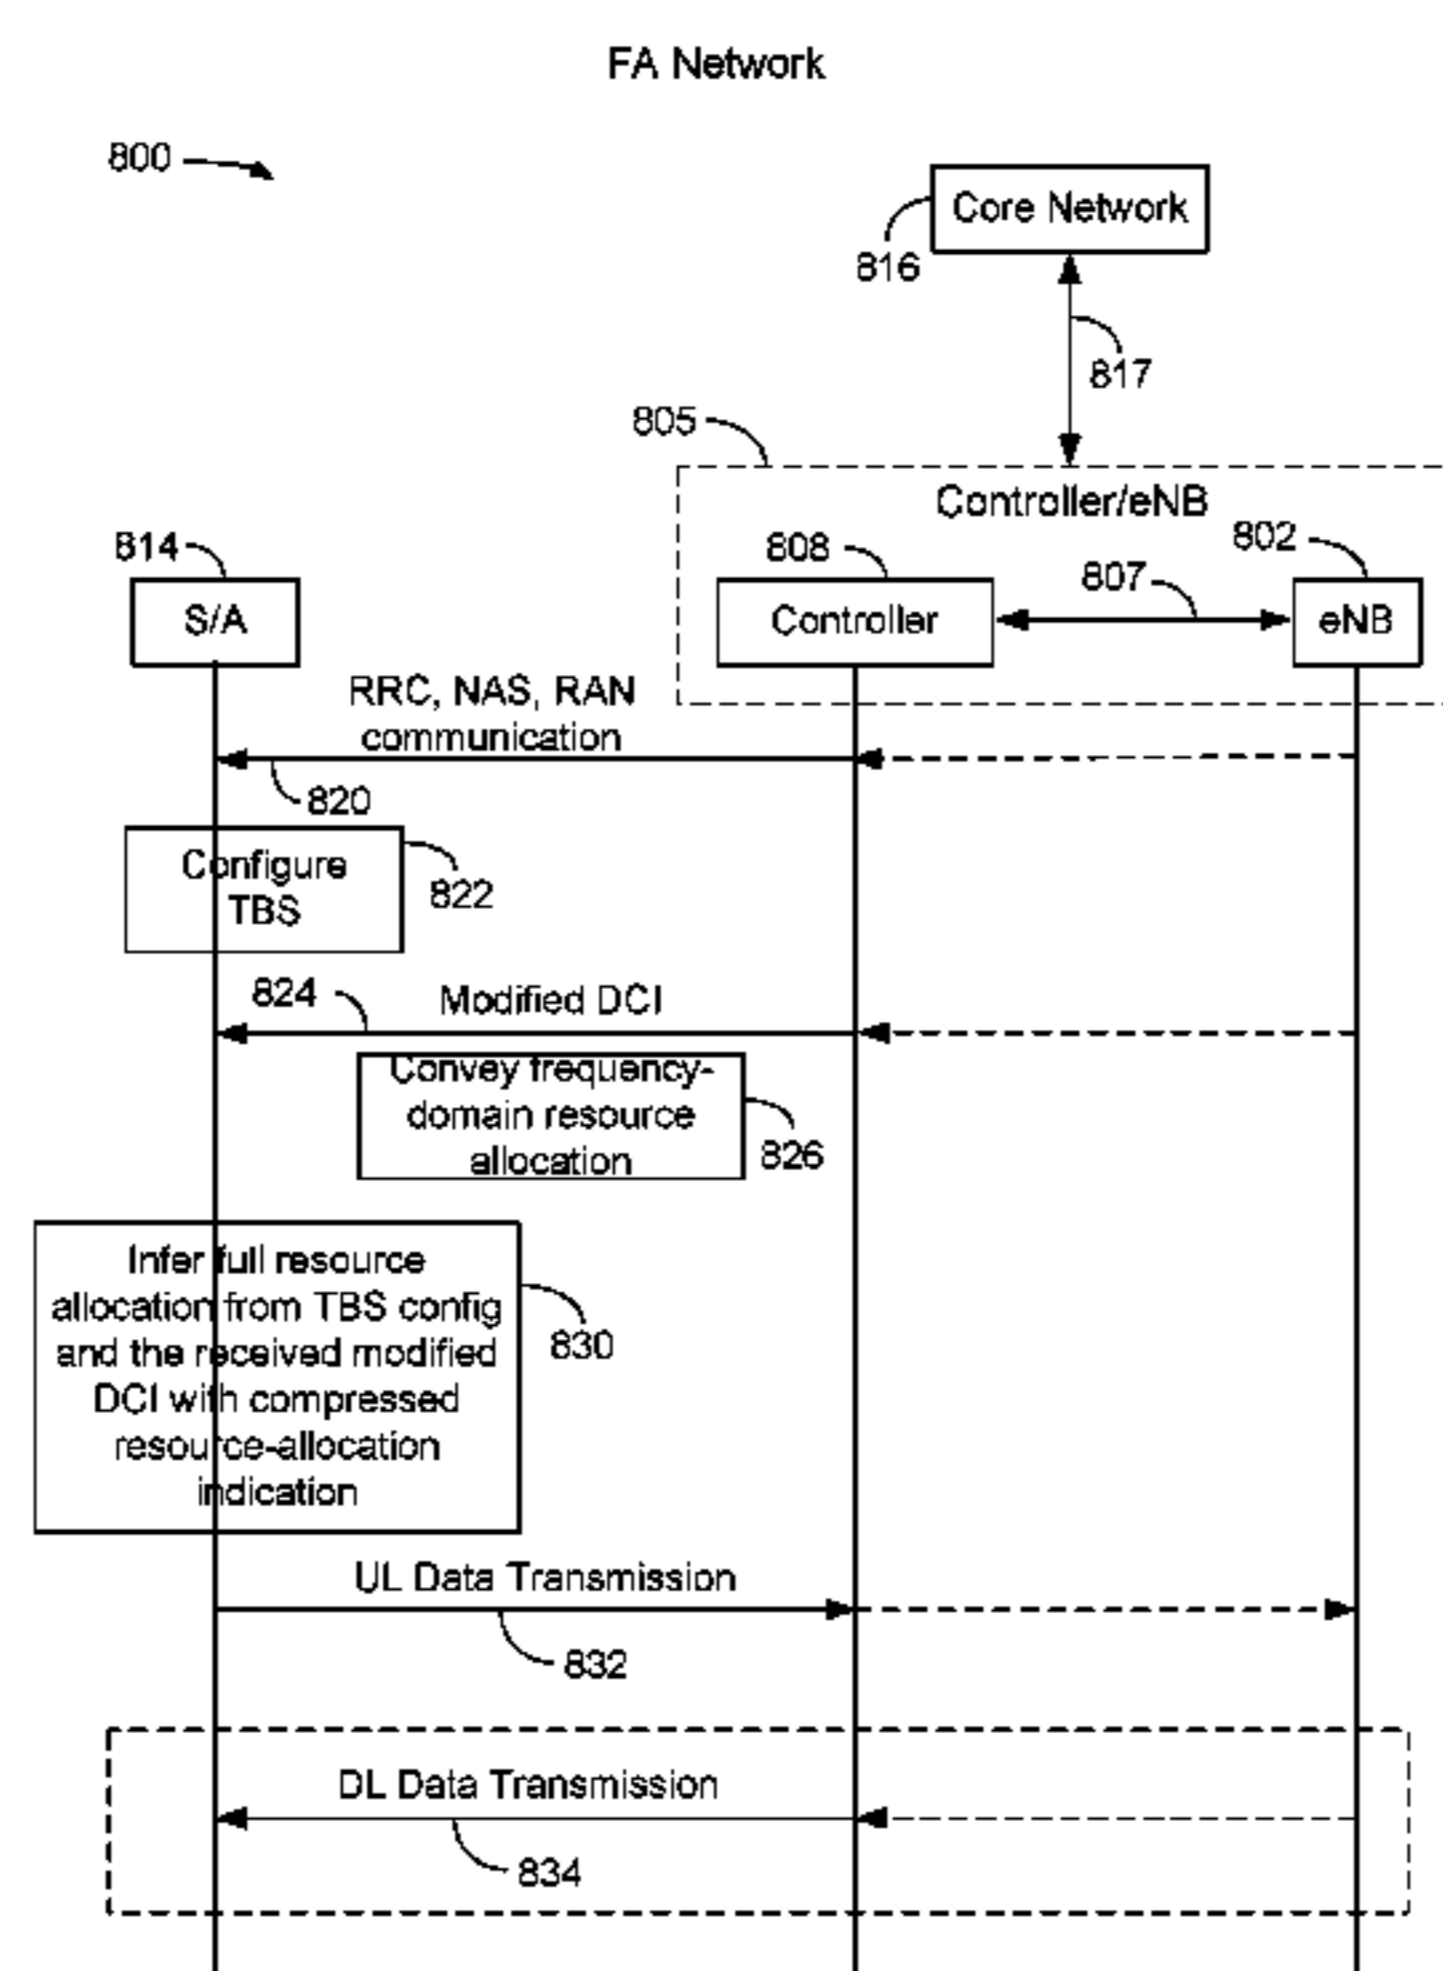 FA Network
800
Core Network
816
817
805
Controller/eNB
814
808
807
802
S/A
Controller
eNB
RRC, NAS, RAN
communication
820
Configure
TBS
822
824
Modified DCI
Convey frequency-
domain resource
allocation
826
Infer full resource
allocation from TBS config
and the received modified
DCI with compressed
resource-allocation
indication
830
UL Data Transmission
832
DL Data Transmission
834